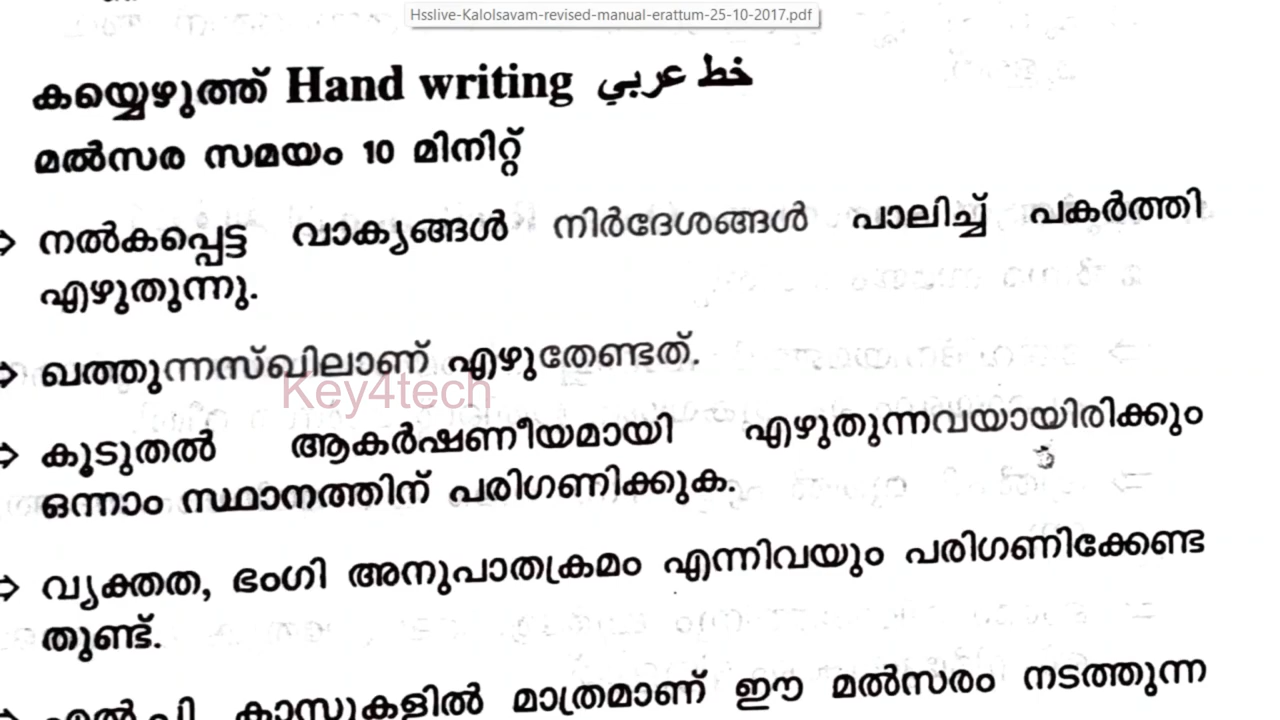 Hsslive-Kalolsavam-revised-manual-erattum-25-10-2017.pdf
കയ്യെഴുത്ത് Hand writing خط عربي
മൽസര സമയം 10 മിനിറ്റ്
⇨ നൽകപ്പെട്ട വാക്യങ്ങൾ നിർദേശങ്ങൾ പാലിച്ച് പകർത്തി
എഴുതുന്നു.
⇨ ഖത്തുന്നസ്ഖിലാണ് എഴുതേണ്ടത്.
Key4tech
⇨ കൂടുതൽ ആകർഷണീയമായി എഴുതുന്നവയായിരിക്കും
ഒന്നാം സ്ഥാനത്തിന് പരിഗണിക്കുക.
⇨ വ്യക്തത, ഭംഗി അനുപാതക്രമം എന്നിവയും പരിഗണിക്കേണ്ട
തുണ്ട്.
⇨ എൽ.പി. ക്ലാസുകളിൽ മാത്രമാണ് ഈ മൽസരം നടത്തുന്ന